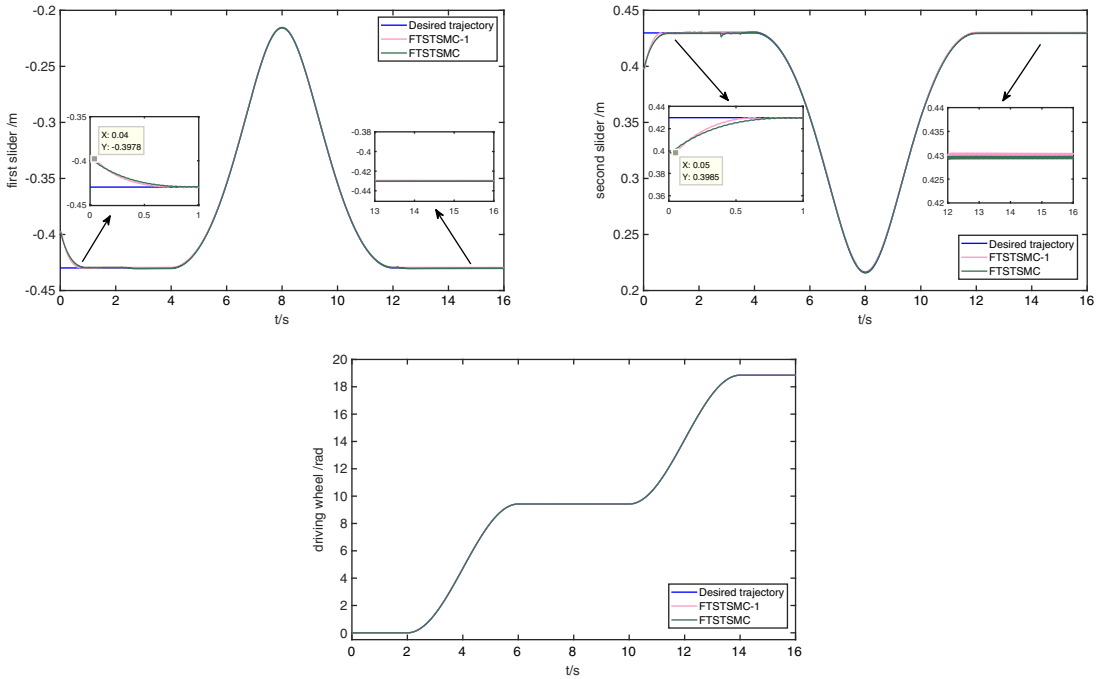 -0.2
-0.25
-0.3
-0.35
-0.4
-0.45
first slider /m
0 2 4 6 8 10 12 14 16
t/s
Desired trajectory
FTSTSMC-1
FTSTSMC
-0.35
-0.4
-0.45
X: 0.04
Y: -0.3978
0 0.5 1
-0.38
-0.4
-0.42
-0.44
13 14 15 16
0.45
0.4
0.35
0.3
0.25
0.2
second slider /m
0 2 4 6 8 10 12 14 16
t/s
0.44
0.42
0.4
0.38
0.36
X: 0.05
Y: 0.3985
0 0.5 1
0.44
0.435
0.43
0.425
0.42
12 13 14 15 16
Desired trajectory
FTSTSMC-1
FTSTSMC
20
18
16
14
12
10
8
6
4
2
0
driving wheel /rad
0 2 4 6 8 10 12 14 16
t/s
Desired trajectory
FTSTSMC-1
FTSTSMC